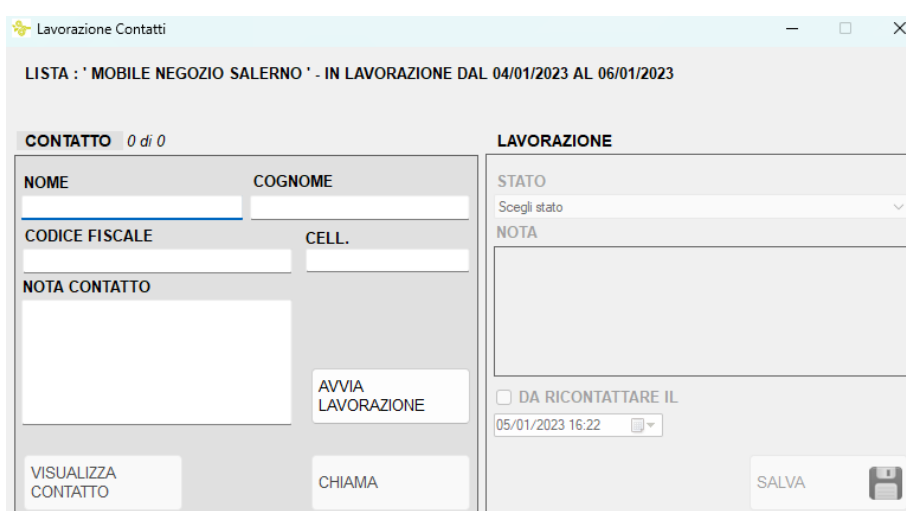 Lavorazione Contatti
LISTA : ' MOBILE NEGOZIO SALERNO ' - IN LAVORAZIONE DAL 04/01/2023 AL 06/01/2023
CONTATTO 0 di 0
NOME COGNOME
CODICE FISCALE CELL.
NOTA CONTATTO
AVVIA
LAVORAZIONE
VISUALIZZA
CONTATTO
CHIAMA
LAVORAZIONE
STATO
Scegli stato
NOTA
DA RICONTATTARE IL
05/01/2023 16:22
SALVA